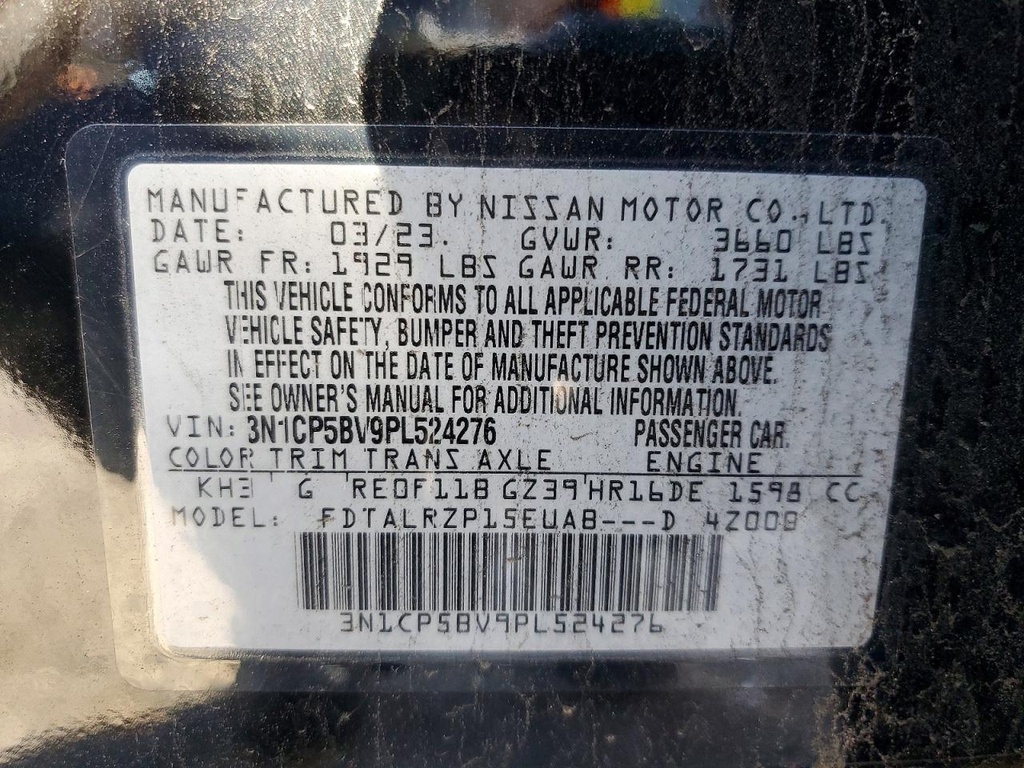 MANUFACTURED BY NISSAN MOTOR CO., LTD.
DATE: 03/23. GVWR: 3660 LBS
GAWR FR: 1929 LBS GAWR RR: 1731 LBS
THIS VEHICLE CONFORMS TO ALL APPLICABLE FEDERAL MOTOR
VEHICLE SAFETY, BUMPER AND THEFT PREVENTION STANDARDS
IN EFFECT ON THE DATE OF MANUFACTURE SHOWN ABOVE.
SEE OWNER'S MANUAL FOR ADDITIONAL INFORMATION.
VIN: 3N1CP5BV9PL524276 PASSENGER CAR.
COLOR TRIM TRANS AXLE ENGINE
KH3 G RE0F11B GZ39 HR16DE 1598 CC
MODEL: FDTALRZP15EUAB---D 4Z008
3N1CP5BV9PL524276